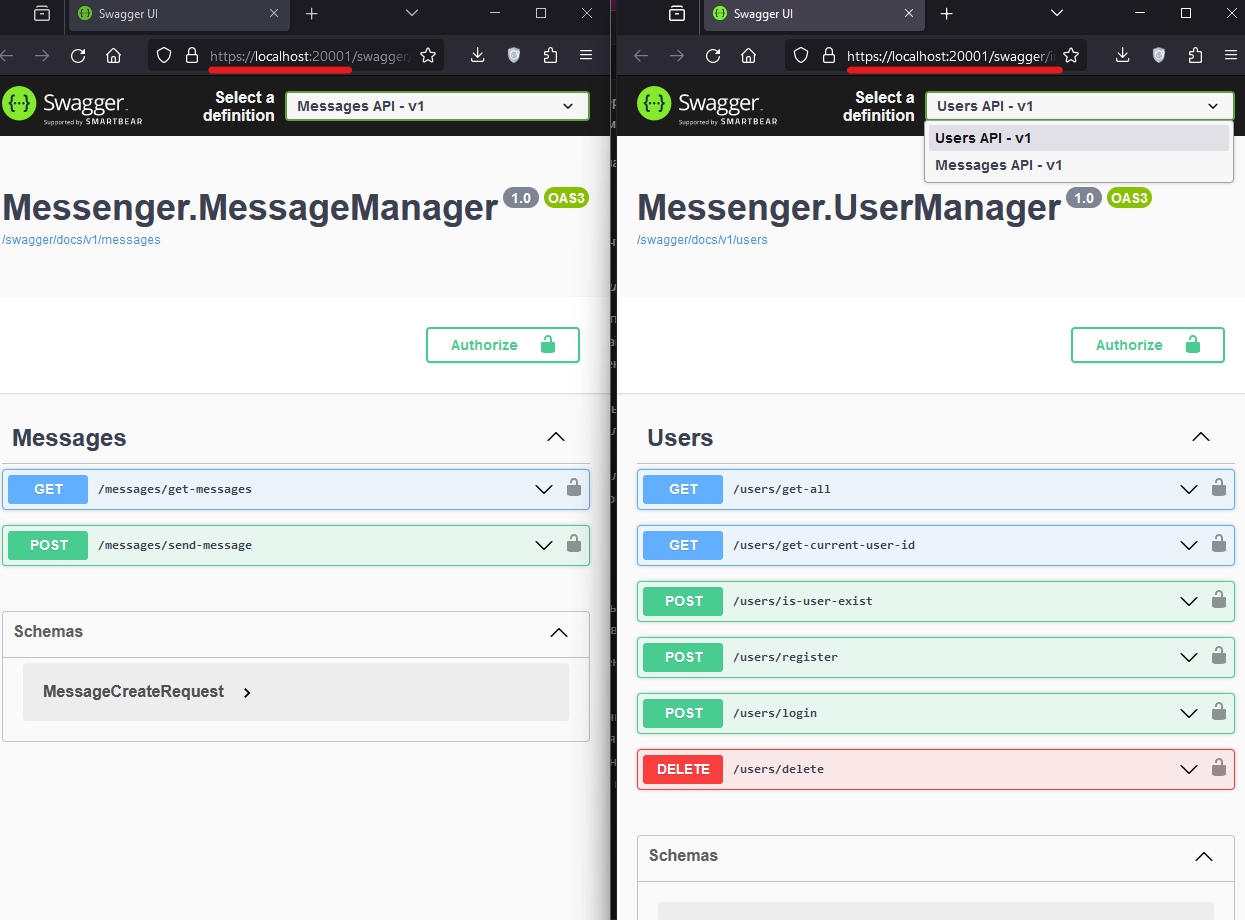 Swagger UI
https://localhost:20001/swagger/
Swagger
Supported by SMARTBEAR
Select a definition
Messages API - v1
Messenger.MessageManager 1.0 OAS3
/swagger/docs/v1/messages
Authorize
Messages
GET /messages/get-messages
POST /messages/send-message
Schemas
MessageCreateRequest
Swagger UI
https://localhost:20001/swagger/
Swagger
Supported by SMARTBEAR
Select a definition
Users API - v1
Users API - v1
Messages API - v1
Messenger.UserManager 1.0 OAS3
/swagger/docs/v1/users
Authorize
Users
GET /users/get-all
GET /users/get-current-user-id
POST /users/is-user-exist
POST /users/register
POST /users/login
DELETE /users/delete
Schemas